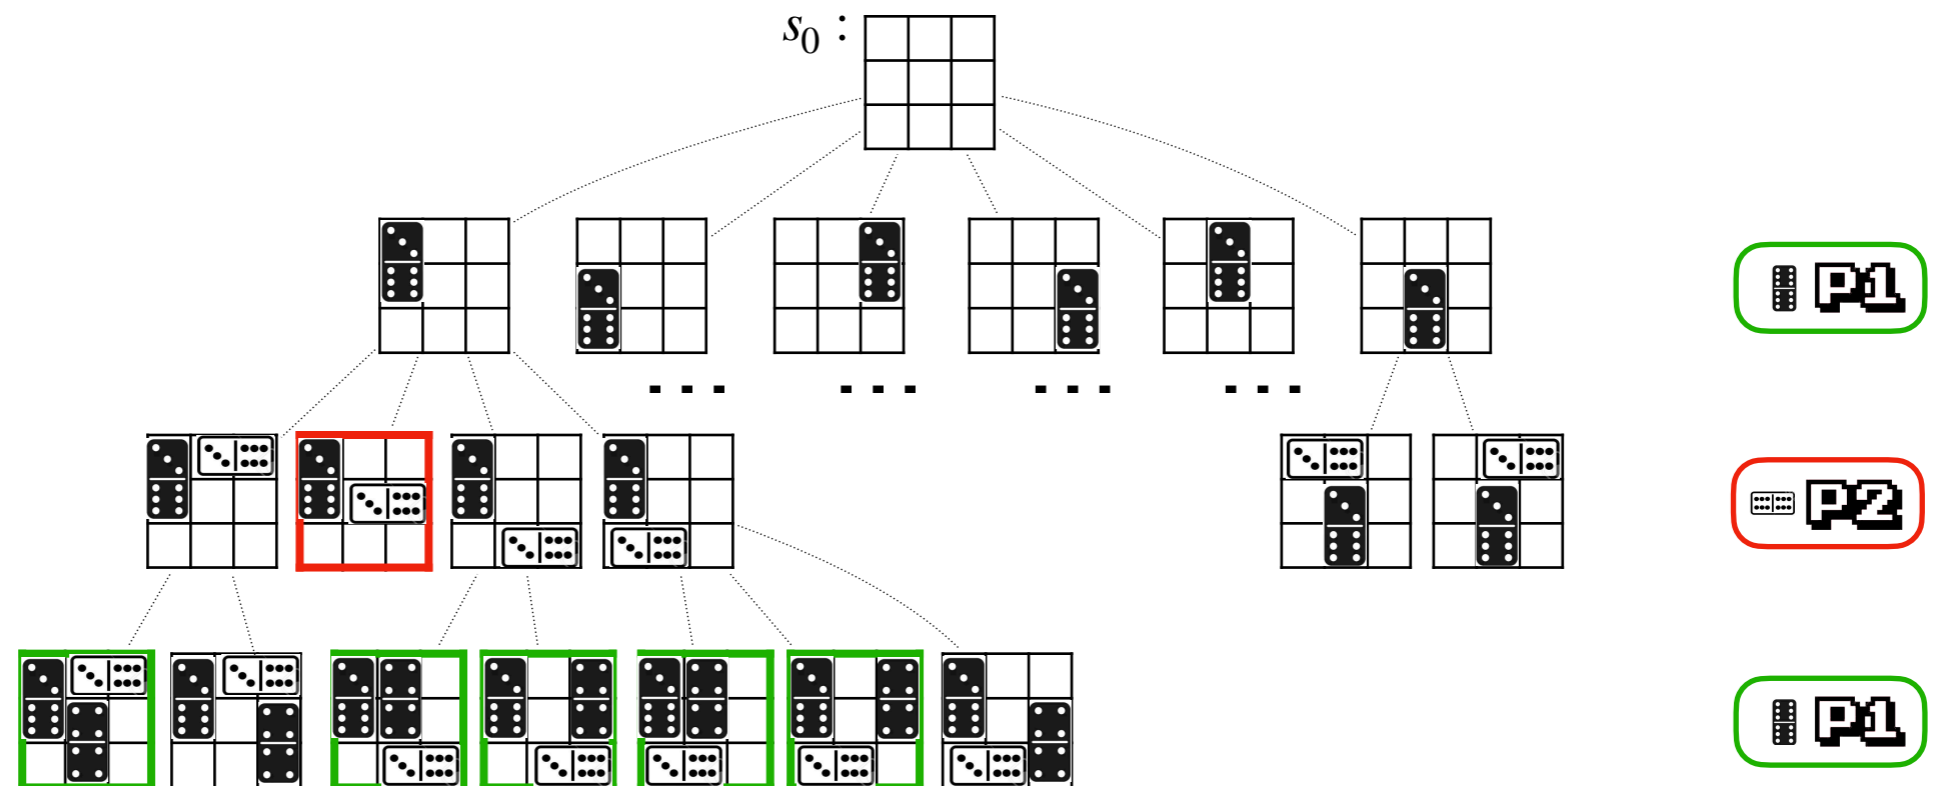 s₀ :
P1
. . . . . . . . . . . .
P2
P1